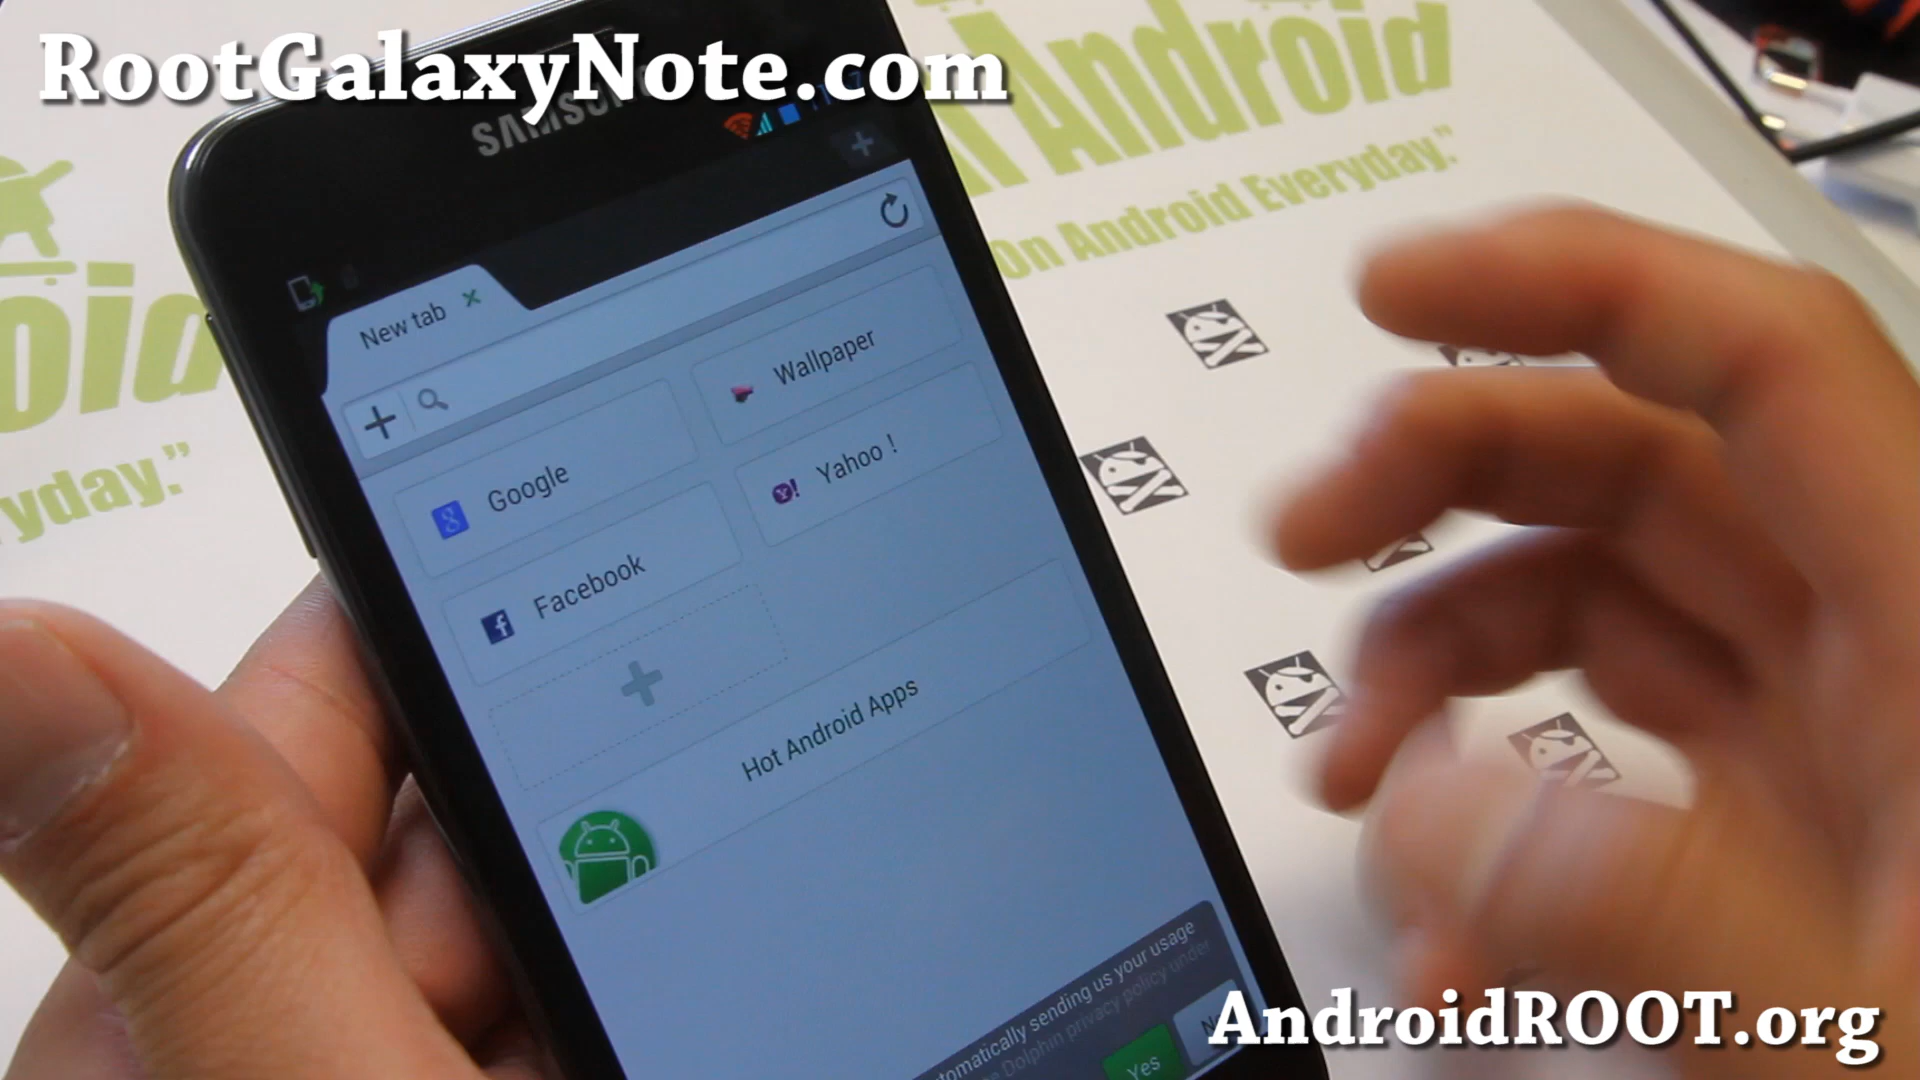 RootGalaxyNote.com
SAMSUNG
Android
On Android Everyday.”
New tab
Wallpaper
Google
Yahoo !
Facebook
Hot Android Apps
automatically sending us your usage
Dolphin privacy policy under
Yes
AndroidROOT.org